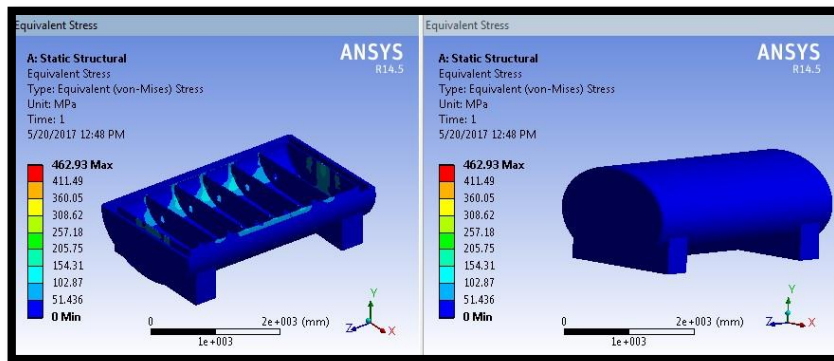 Equivalent Stress
A: Static Structural
Equivalent Stress
Type: Equivalent (von-Mises) Stress
Unit: MPa
Time: 1
5/20/2017 12:48 PM
ANSYS
R14.5
462.93 Max
411.49
360.05
308.62
257.18
205.75
154.31
102.87
51.436
0 Min
0
2e+003 (mm)
1e+003
Y
Z
X
Equivalent Stress
A: Static Structural
Equivalent Stress
Type: Equivalent (von-Mises) Stress
Unit: MPa
Time: 1
5/20/2017 12:48 PM
ANSYS
R14.5
462.93 Max
411.49
360.05
308.62
257.18
205.75
154.31
102.87
51.436
0 Min
0
2e+003 (mm)
1e+003
Y
Z
X